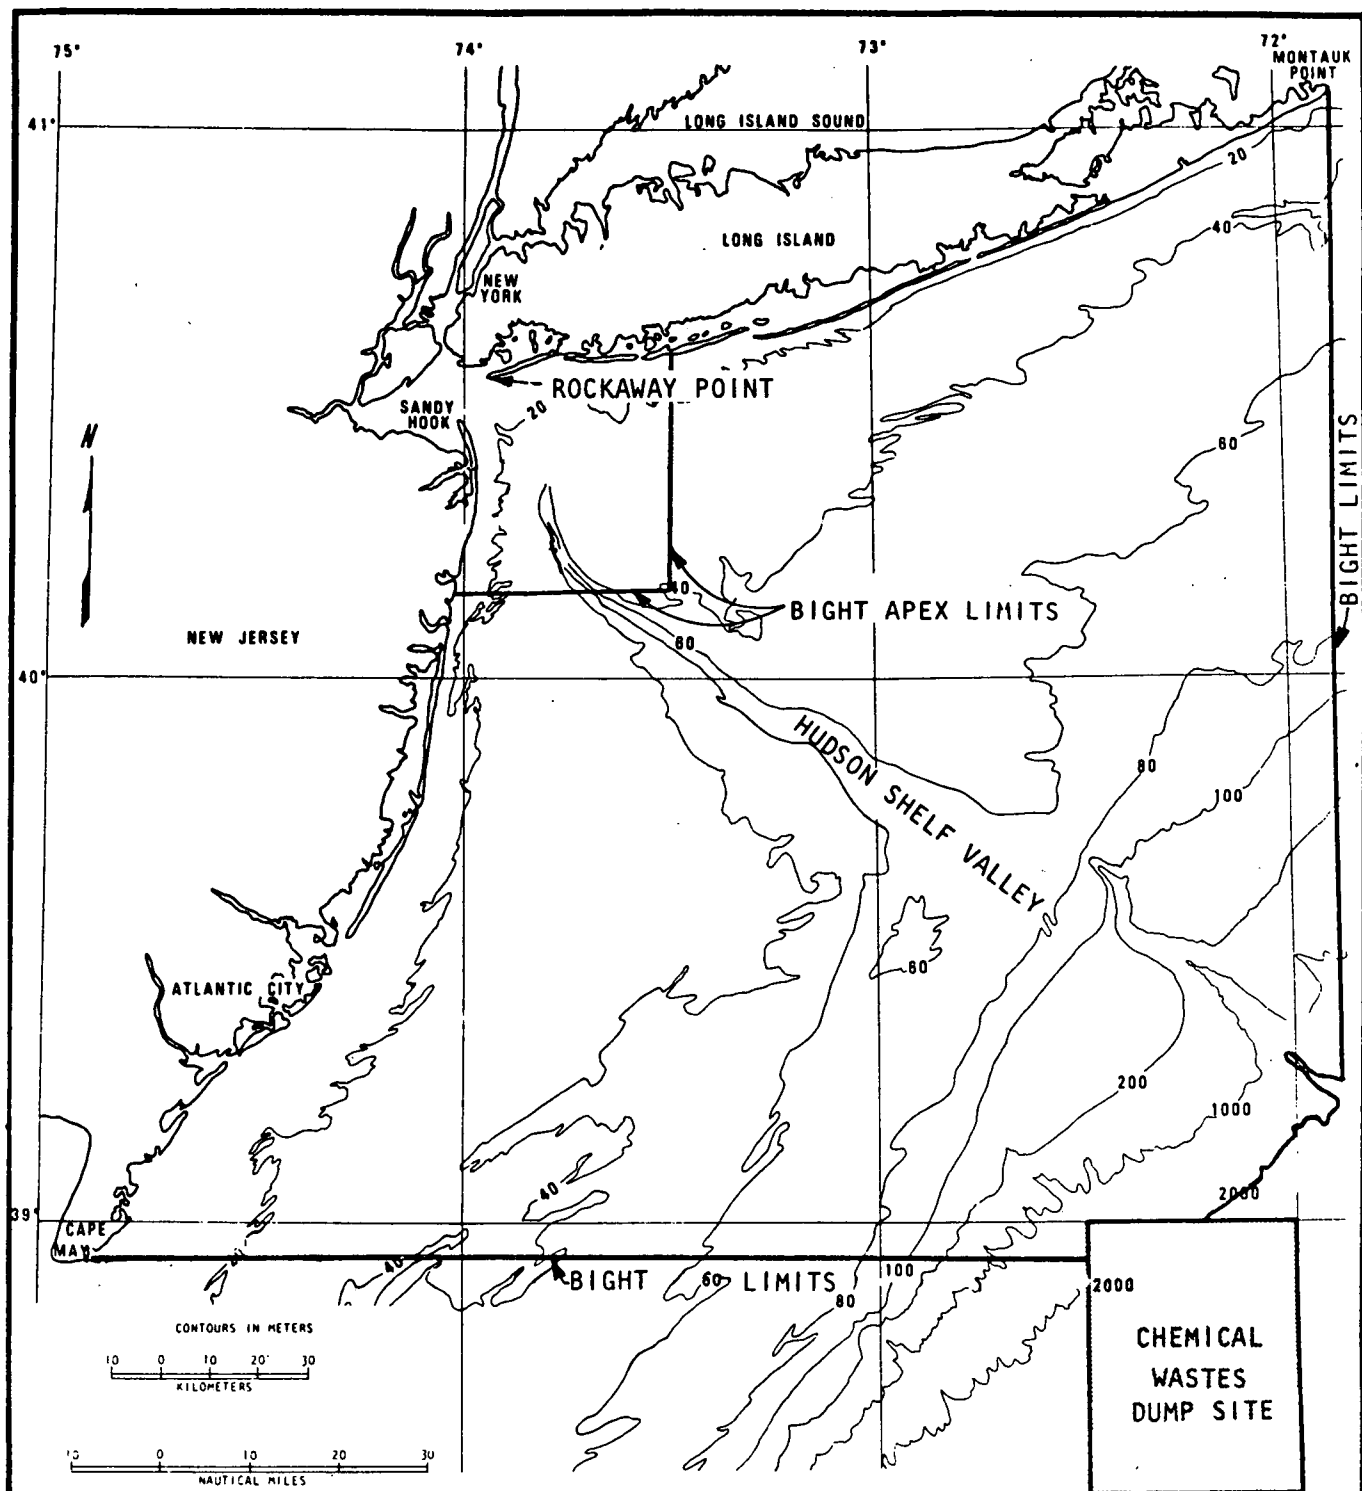 75°
74°
73°
72°
MONTAUK
POINT
41°
LONG ISLAND SOUND
20
LONG ISLAND
40
NEW
YORK
ROCKAWAY POINT
SANDY
HOOK
20
N
60
BIGHT LIMITS
40
BIGHT APEX LIMITS
NEW JERSEY
60
40°
HUDSON SHELF VALLEY
80
100
60
ATLANTIC CITY
200
1000
2000
40
39°
CAPE
MAY
40
BIGHT LIMITS
60
100
80
2000
CONTOURS IN METERS
10 0 10 20 30
KILOMETERS
CHEMICAL
WASTES
DUMP SITE
10 0 10 20 30
NAUTICAL MILES